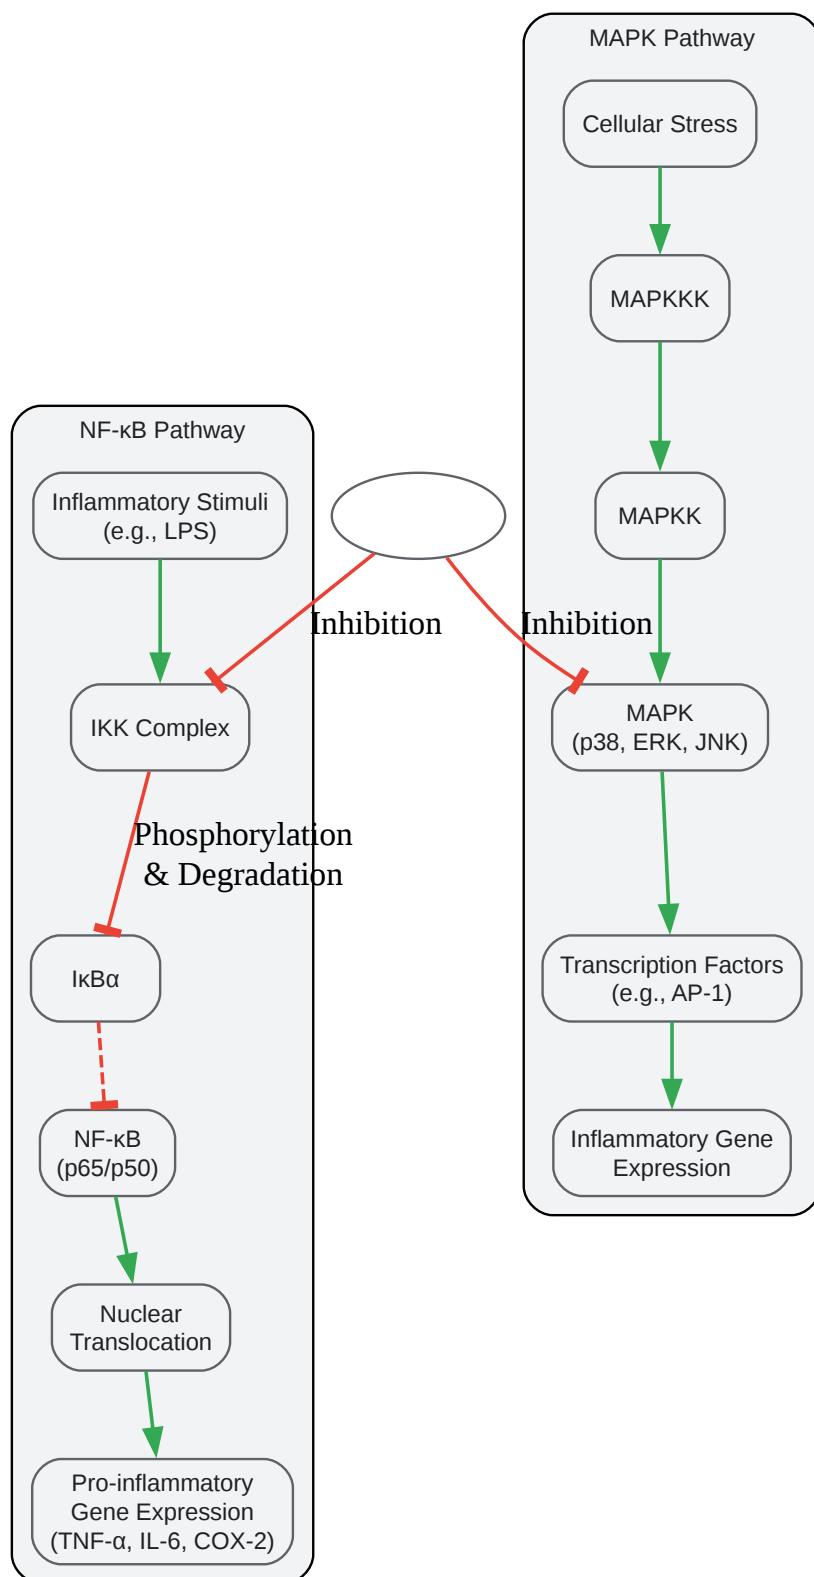 MAPK Pathway
Cellular Stress
MAPKKK
MAPKK
MAPK
(p38, ERK, JNK)
Transcription Factors
(e.g., AP-1)
Inflammatory Gene
Expression
NF-κB Pathway
Inflammatory Stimuli
(e.g., LPS)
Inhibition
Inhibition
IKK Complex
Phosphorylation
& Degradation
IκBα
NF-κB
(p65/p50)
Nuclear
Translocation
Pro-inflammatory
Gene Expression
(TNF-α, IL-6, COX-2)